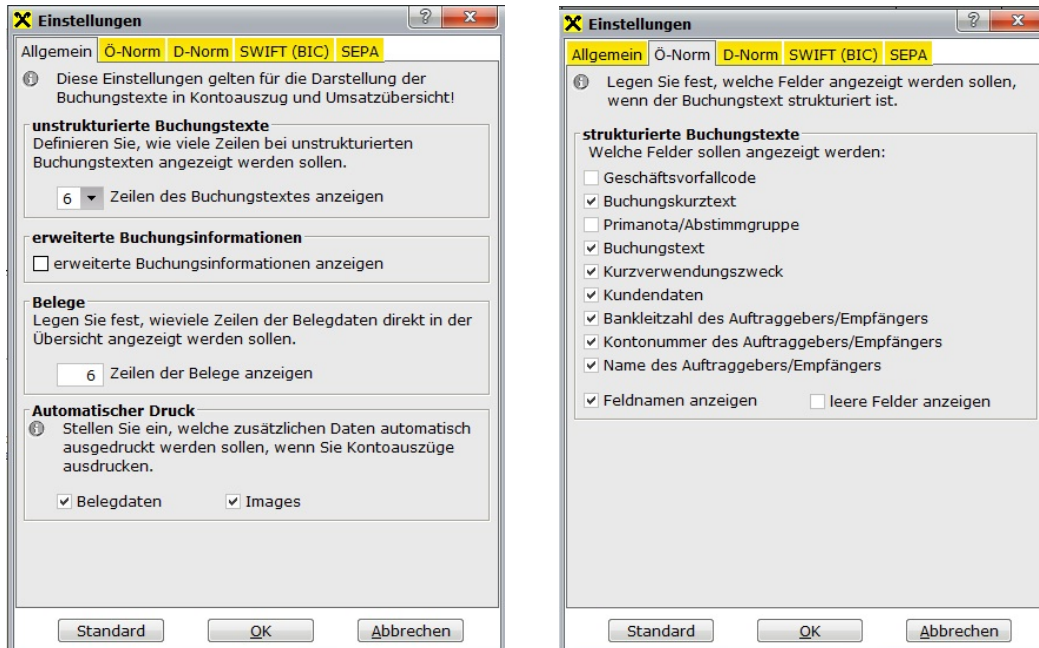 Einstellungen
Allgemein Ö-Norm D-Norm SWIFT (BIC) SEPA
Diese Einstellungen gelten für die Darstellung der
Buchungstexte in Kontoauszug und Umsatzübersicht!
unstrukturierte Buchungstexte
Definieren Sie, wie viele Zeilen bei unstrukturierten
Buchungstexten angezeigt werden sollen.
6 Zeilen des Buchungstextes anzeigen
erweiterte Buchungsinformationen
erweiterte Buchungsinformationen anzeigen
Belege
Legen Sie fest, wieviele Zeilen der Belegdaten direkt in der
Übersicht angezeigt werden sollen.
6 Zeilen der Belege anzeigen
Automatischer Druck
Stellen Sie ein, welche zusätzlichen Daten automatisch
ausgedruckt werden sollen, wenn Sie Kontoauszüge
ausdrucken.
Belegdaten Images
Standard OK Abbrechen
Einstellungen
Allgemein Ö-Norm D-Norm SWIFT (BIC) SEPA
Legen Sie fest, welche Felder angezeigt werden sollen,
wenn der Buchungstext strukturiert ist.
strukturierte Buchungstexte
Welche Felder sollen angezeigt werden:
Geschäftsvorfallcode
Buchungskurztext
Primanota/Abstimmgruppe
Buchungstext
Kurzverwendungszweck
Kundendaten
Bankleitzahl des Auftraggebers/Empfängers
Kontonummer des Auftraggebers/Empfängers
Name des Auftraggebers/Empfängers
Feldnamen anzeigen leere Felder anzeigen
Standard OK Abbrechen